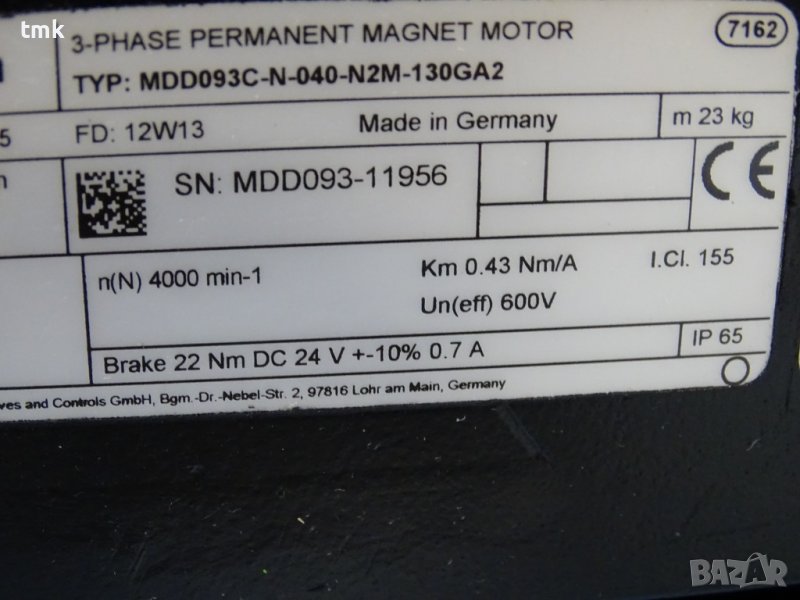 tmk
3-PHASE PERMANENT MAGNET MOTOR
7162
TYP: MDD093C-N-040-N2M-130GA2
5
FD: 12W13
Made in Germany
m 23 kg
SN: MDD093-11956
CE
n(N) 4000 min-1
Km 0.43 Nm/A
I.Cl. 155
Un(eff) 600V
Brake 22 Nm DC 24 V +-10% 0.7 A
IP 65
ves and Controls GmbH, Bgm.-Dr.-Nebel-Str. 2, 97816 Lohr am Main, Germany
BAZAR